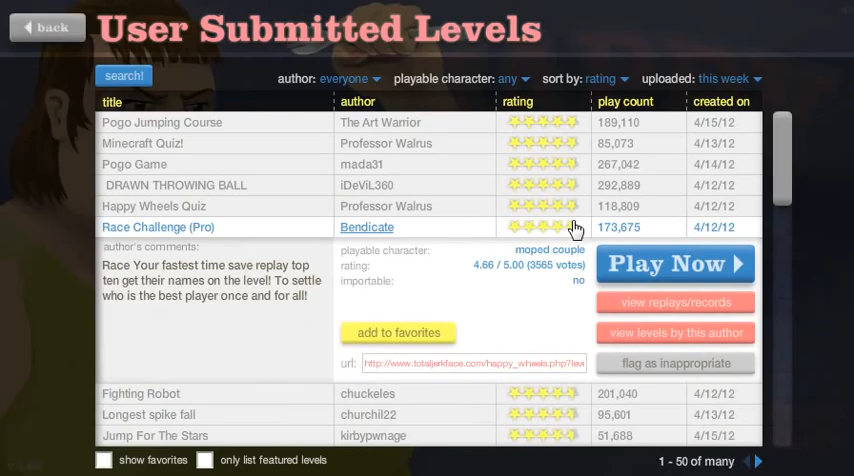 back
User Submitted Levels
search!
author: everyone playable character: any sort by: rating uploaded: this week
title author rating play count created on
Pogo Jumping Course The Art Warrior 189,110 4/15/12
Minecraft Quiz! Professor Walrus 85,073 4/13/12
Pogo Game mada31 267,042 4/14/12
DRAWN THROWING BALL iDeViL360 292,889 4/12/12
Happy Wheels Quiz Professor Walrus 118,809 4/12/12
Race Challenge (Pro) Bendicate 173,675 4/12/12
author's comments:
Race Your fastest time save replay top
ten get their names on the level! To settle
who is the best player once and for all!
playable character: moped couple
rating: 4.66 / 5.00 (3565 votes)
importable: no
add to favorites
url: http://www.totaljerkface.com/happy_wheels.php?lev
Play Now
view replays/records
view levels by this author
flag as inappropriate
Fighting Robot chuckeles 201,040 4/12/12
Longest spike fall churchil22 95,601 4/13/12
Jump For The Stars kirbypwnage 51,688 4/13/12
show favorites only list featured levels 1 - 50 of many